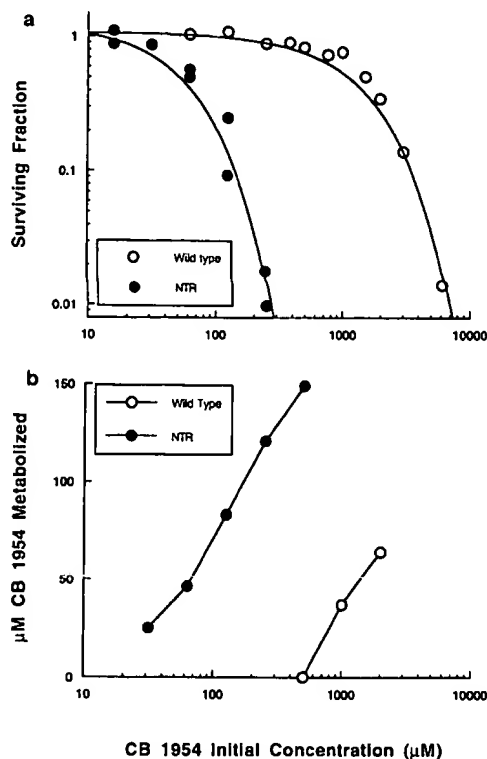 a
1
0.1
0.01
Surviving Fraction
Wild type
NTR
10
100
1000
10000
b
150
100
50
0
µM CB 1954 Metabolized
Wild Type
NTR
10
100
1000
10000
CB 1954 Initial Concentration (µM)